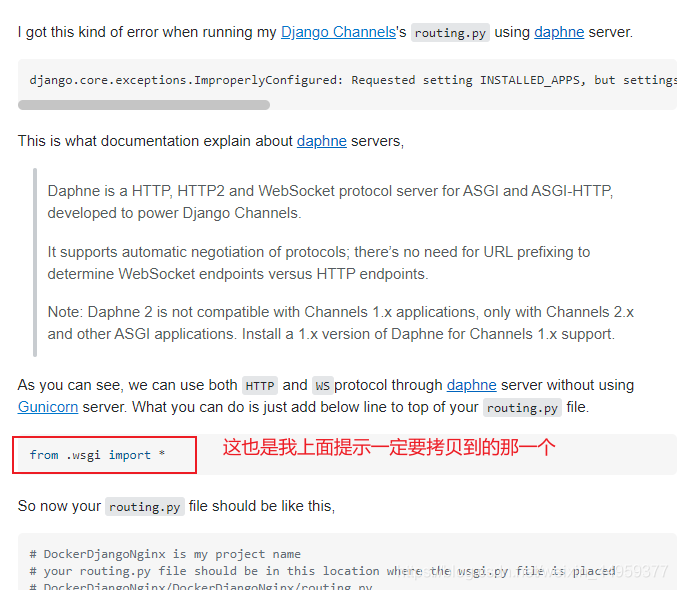 I got this kind of error when running my Django Channels's routing.py using daphne server.
django.core.exceptions.ImproperlyConfigured: Requested setting INSTALLED_APPS, but settings
This is what documentation explain about daphne servers,
Daphne is a HTTP, HTTP2 and WebSocket protocol server for ASGI and ASGI-HTTP,
developed to power Django Channels.
It supports automatic negotiation of protocols; there’s no need for URL prefixing to
determine WebSocket endpoints versus HTTP endpoints.
Note: Daphne 2 is not compatible with Channels 1.x applications, only with Channels 2.x
and other ASGI applications. Install a 1.x version of Daphne for Channels 1.x support.
As you can see, we can use both HTTP and WS protocol through daphne server without using
Gunicorn server. What you can do is just add below line to top of your routing.py file.
from .wsgi import * 这也是我上面提示一定要拷贝到的那一个
So now your routing.py file should be like this,
# DockerDjangoNginx is my project name
# your routing.py file should be in this location where the wsgi.py file is placed
# DockerDjangoNginx/DockerDjangoNginx/routing.py